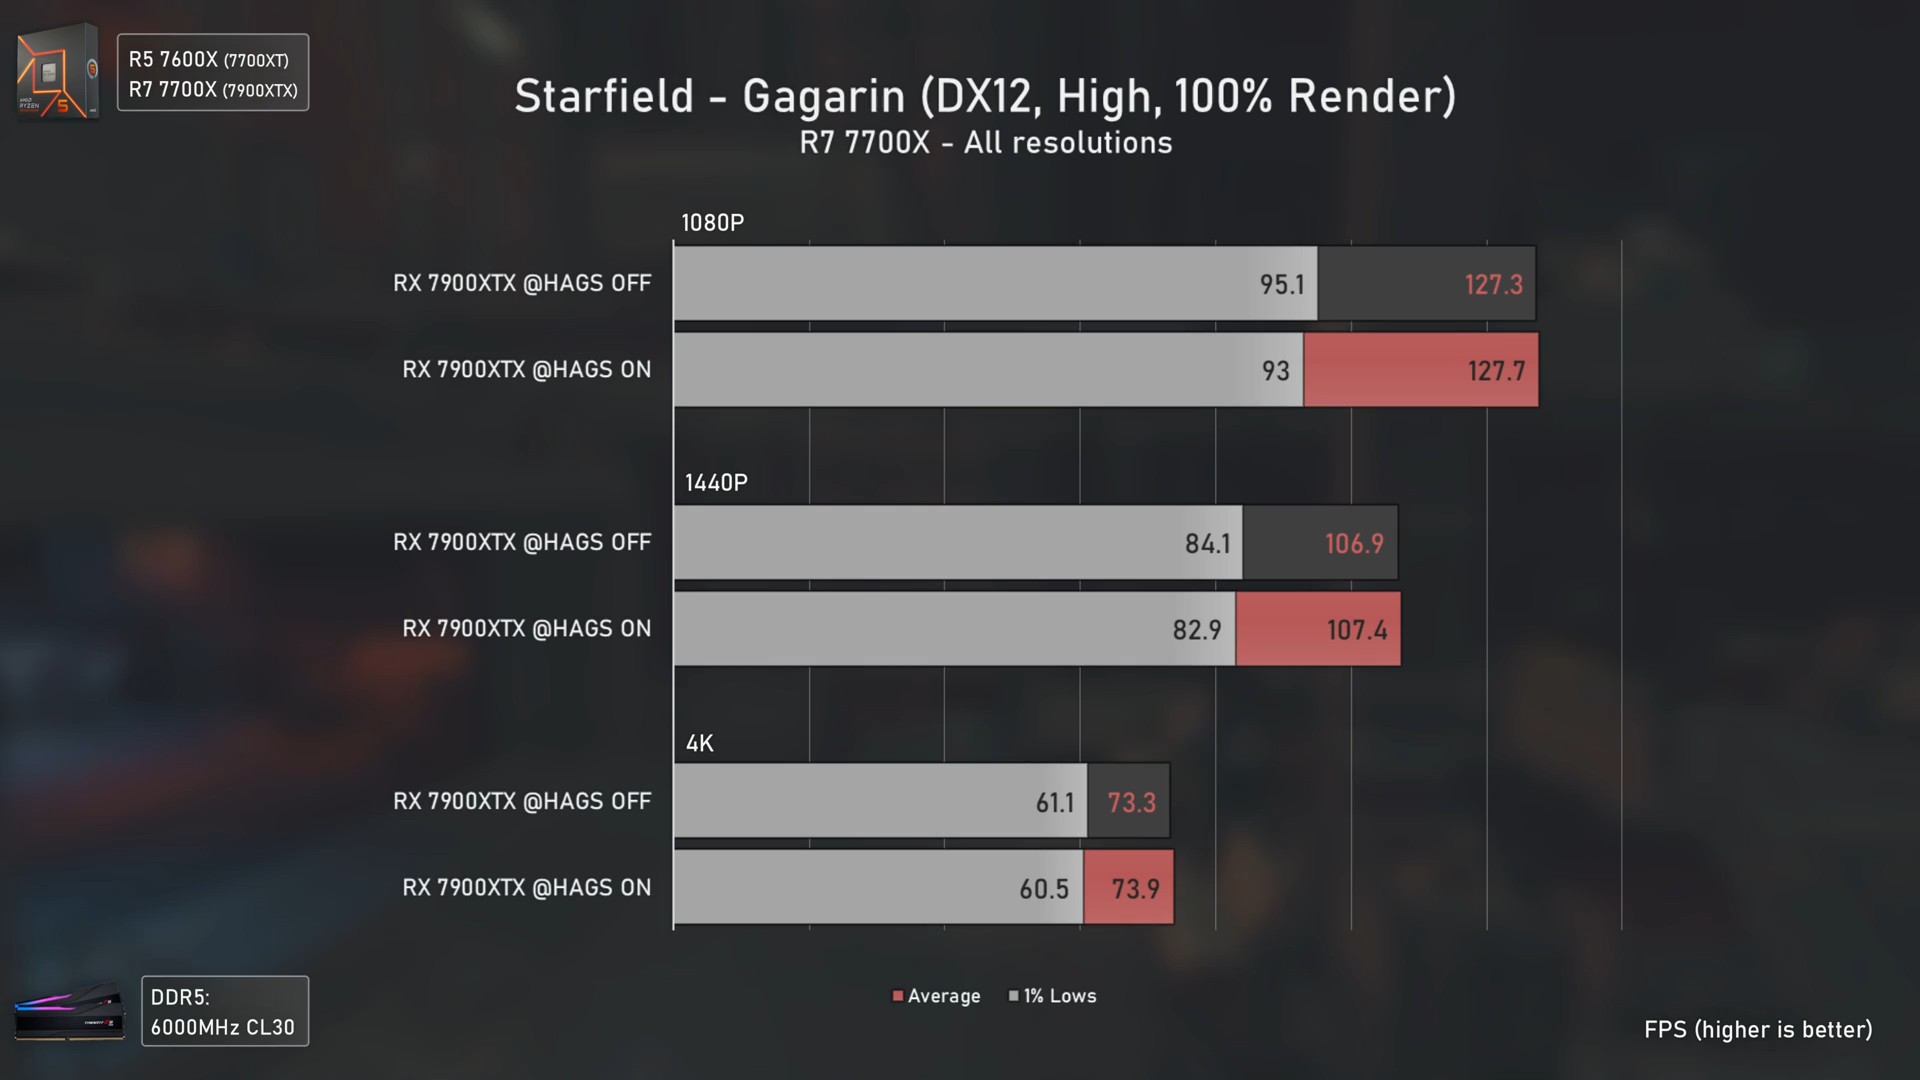 R5 7600X (7700XT)
R7 7700X (7900XTX)
AMD
RYZEN
5
Starfield - Gagarin (DX12, High, 100% Render)
R7 7700X - All resolutions
1080P
RX 7900XTX @HAGS OFF
95.1
127.3
RX 7900XTX @HAGS ON
93
127.7
1440P
RX 7900XTX @HAGS OFF
84.1
106.9
RX 7900XTX @HAGS ON
82.9
107.4
4K
RX 7900XTX @HAGS OFF
61.1
73.3
RX 7900XTX @HAGS ON
60.5
73.9
Average
1% Lows
DDR5:
6000MHz CL30
FPS (higher is better)